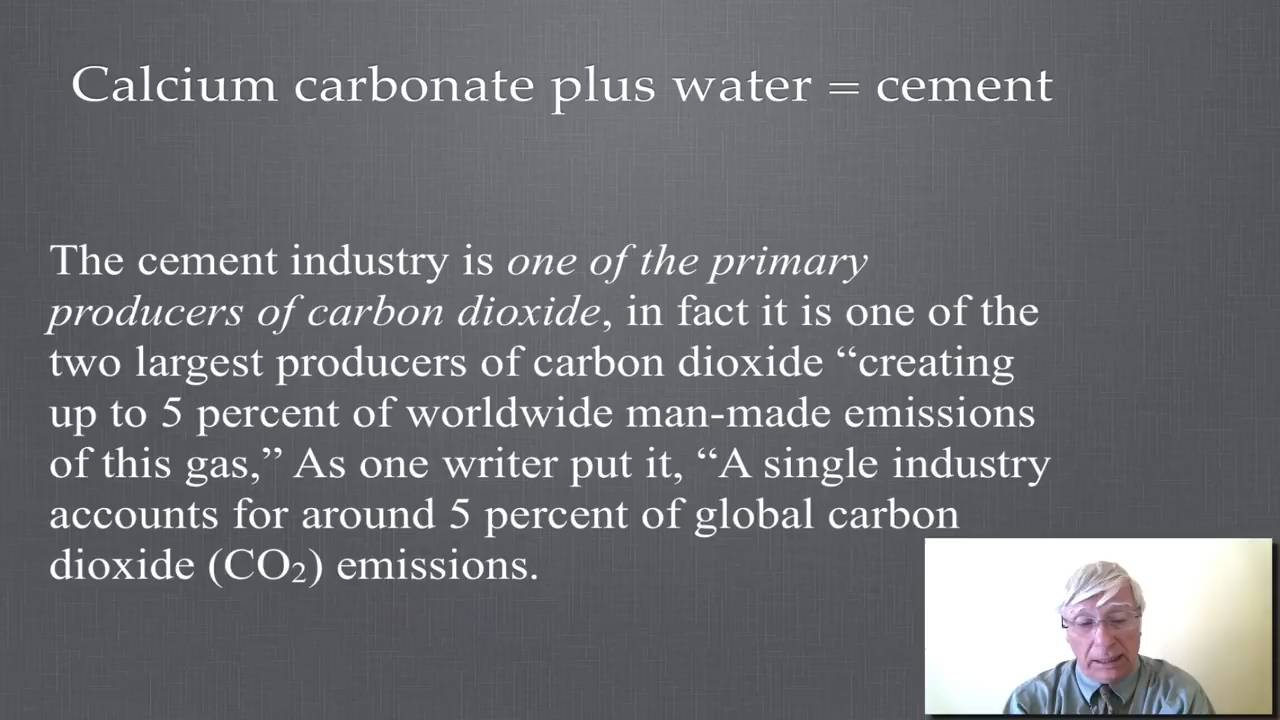 Calcium carbonate plus water = cement
The cement industry is one of the primary
producers of carbon dioxide, in fact it is one of the
two largest producers of carbon dioxide “creating
up to 5 percent of worldwide man-made emissions
of this gas,” As one writer put it, “A single industry
accounts for around 5 percent of global carbon
dioxide (CO₂) emissions.